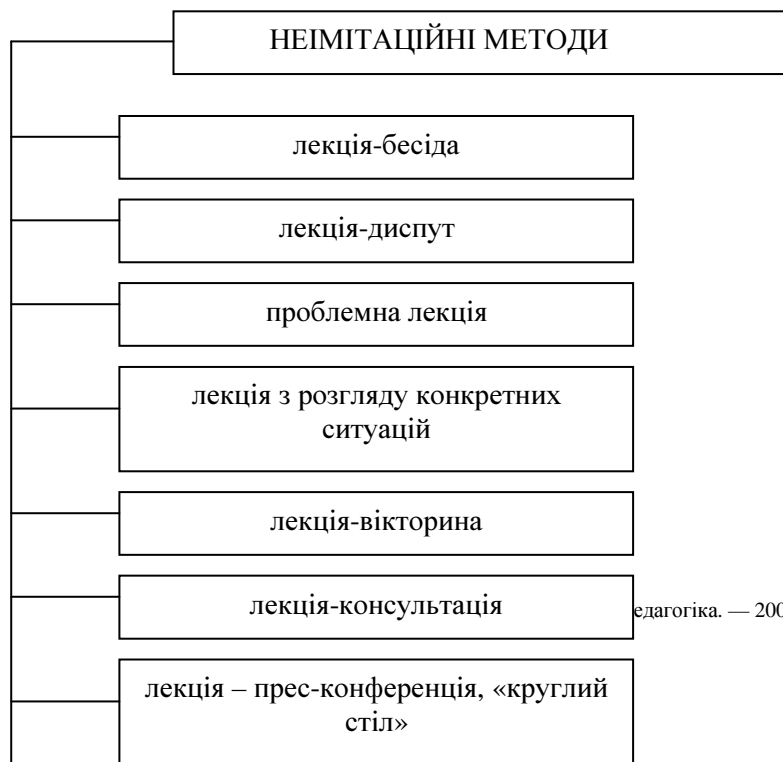 НЕІМІТАЦІЙНІ МЕТОДИ
лекція-бесіда
лекція-диспут
проблемна лекція
лекція з розгляду конкретних
ситуацій
лекція-вікторина
лекція-консультація
едагогіка. — 200
лекція – прес-конференція, «круглий
стіл»